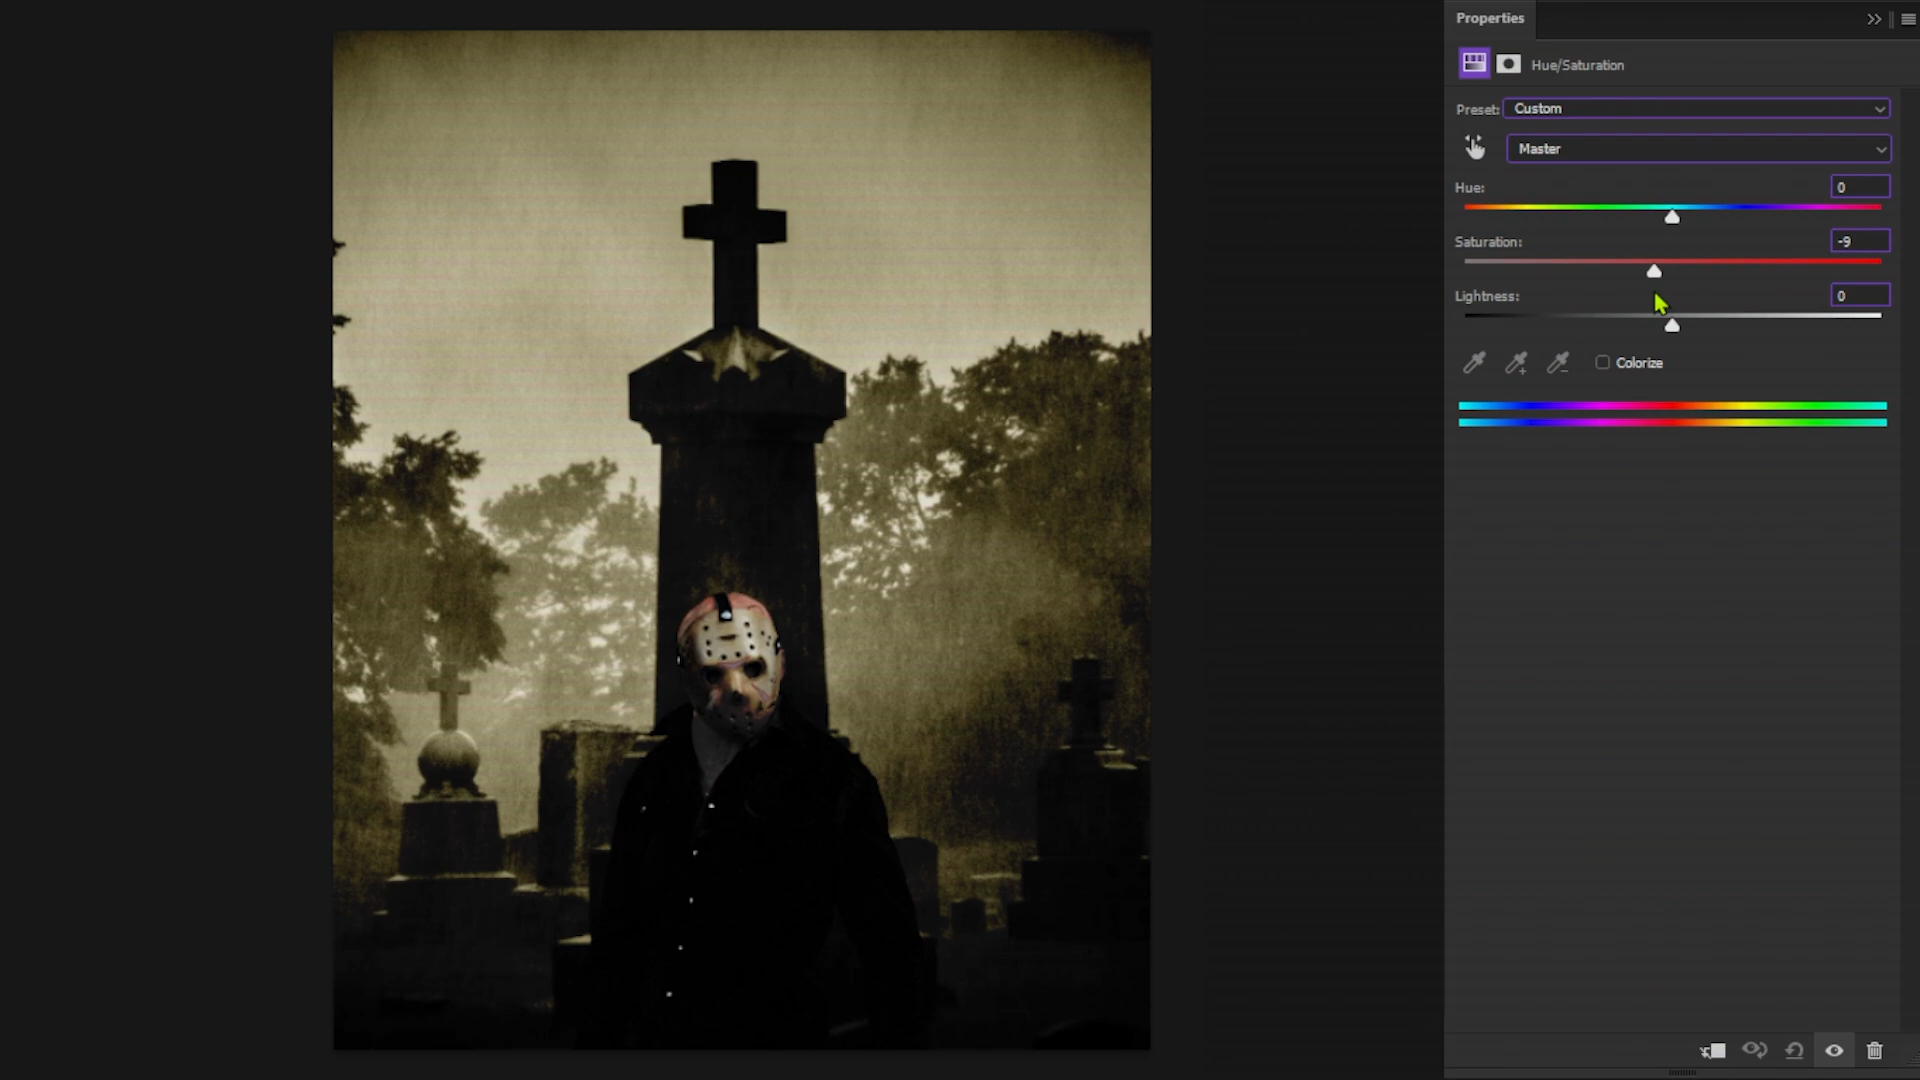 Properties
Hue/Saturation
Preset: Custom
Master
Hue: 0
Saturation: -9
Lightness: 0
Colorize